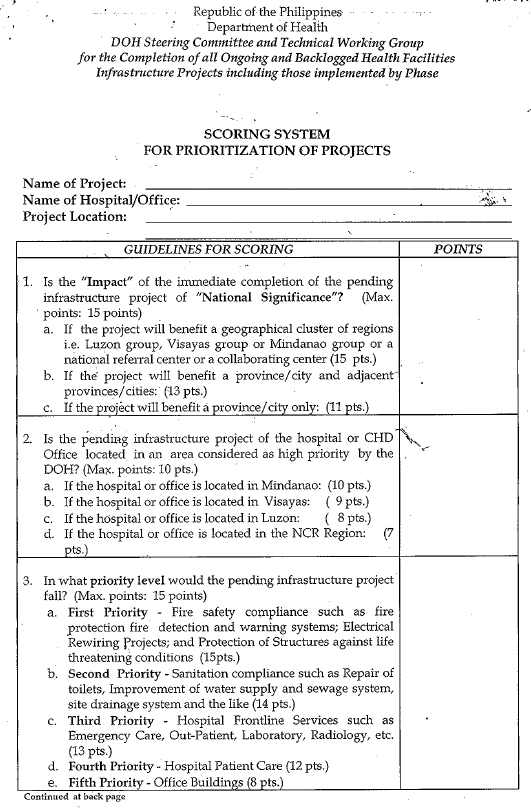 Republic of the Philippines
Department of Health
DOH Steering Committee and Technical Working Group
for the Completion of all Ongoing and Backlogged Health Facilities
Infrastructure Projects including those implemented by Phase
SCORING SYSTEM
FOR PRIORITIZATION OF PROJECTS
Name of Project:
Name of Hospital/Office:
Project Location:
GUIDELINES FOR SCORING POINTS
1. Is the "Impact" of the immediate completion of the pending
infrastructure project of "National Significance"? (Max.
points: 15 points)
a. If the project will benefit a geographical cluster of regions
i.e. Luzon group, Visayas group or Mindanao group or a
national referral center or a collaborating center (15 pts.)
b. If the project will benefit a province/city and adjacent
provinces/cities: (13 pts.)
c. If the project will benefit a province/city only: (11 pts.)
2. Is the pending infrastructure project of the hospital or CHD
Office located in an area considered as high priority by the
DOH? (Max. points: 10 pts.)
a. If the hospital or office is located in Mindanao: (10 pts.)
b. If the hospital or office is located in Visayas: ( 9 pts.)
c. If the hospital or office is located in Luzon: ( 8 pts.)
d. If the hospital or office is located in the NCR Region: (7
pts.)
3. In what priority level would the pending infrastructure project
fall? (Max. points: 15 points)
a. First Priority - Fire safety compliance such as fire
protection fire detection and warning systems; Electrical
Rewiring Projects; and Protection of Structures against life
threatening conditions (15pts.)
b. Second Priority - Sanitation compliance such as Repair of
toilets, Improvement of water supply and sewage system,
site drainage system and the like (14 pts.)
c. Third Priority - Hospital Frontline Services such as
Emergency Care, Out-Patient, Laboratory, Radiology, etc.
(13 pts.)
d. Fourth Priority - Hospital Patient Care (12 pts.)
e. Fifth Priority - Office Buildings (8 pts.)
Continued at back page